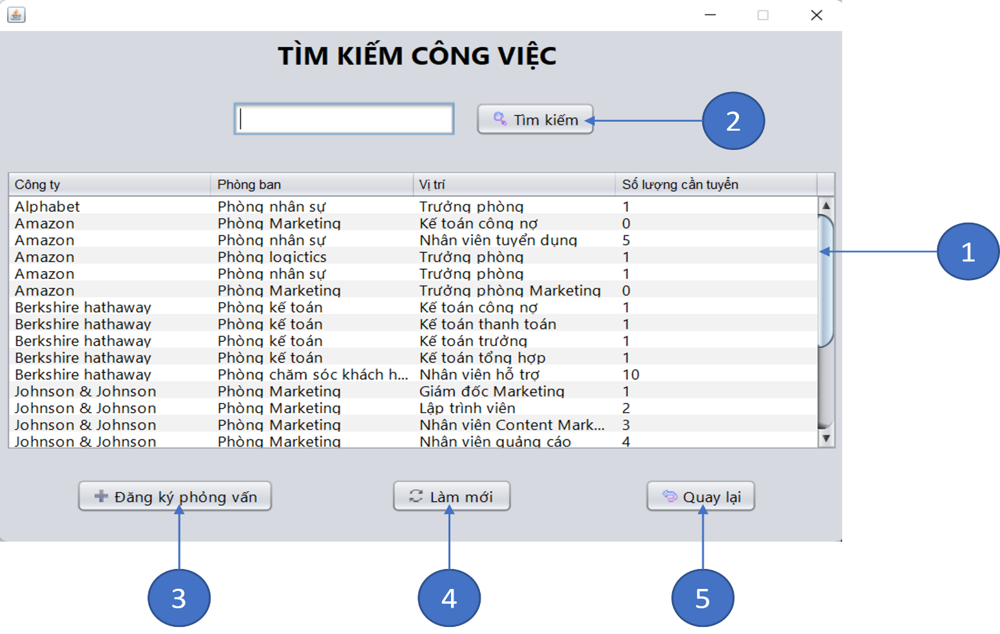 TÌM KIẾM CÔNG VIỆC
Tìm kiếm
2
Công ty Phòng ban Vị trí Số lượng cần tuyển
Alphabet Phòng nhân sự Trưởng phòng 1
Amazon Phòng Marketing Kế toán công nợ 0
Amazon Phòng nhân sự Nhân viên tuyển dụng 5
Amazon Phòng logictics Trưởng phòng 1
Amazon Phòng nhân sự Trưởng phòng 1
Amazon Phòng Marketing Trưởng phòng Marketing 0
Berkshire hathaway Phòng kế toán Kế toán công nợ 1
Berkshire hathaway Phòng kế toán Kế toán thanh toán 1
Berkshire hathaway Phòng kế toán Kế toán trưởng 1
Berkshire hathaway Phòng kế toán Kế toán tổng hợp 1
Berkshire hathaway Phòng chăm sóc khách h... Nhân viên hỗ trợ 10
Johnson & Johnson Phòng Marketing Giám đốc Marketing 1
Johnson & Johnson Phòng Marketing Lập trình viên 2
Johnson & Johnson Phòng Marketing Nhân viên Content Mark... 3
Johnson & Johnson Phòng Marketing Nhân viên quảng cáo 4
1
Đăng ký phỏng vấn Làm mới Quay lại
3 4 5